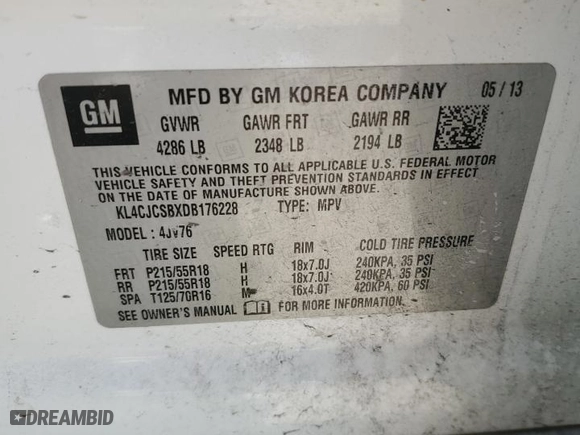 GM
MFD BY GM KOREA COMPANY 05 / 13
GVWR GAWR FRT GAWR RR
4286 LB 2348 LB 2194 LB
THIS VEHICLE CONFORMS TO ALL APPLICABLE U.S. FEDERAL MOTOR
VEHICLE SAFETY AND THEFT PREVENTION STANDARDS IN EFFECT
ON THE DATE OF MANUFACTURE SHOWN ABOVE.
KL4CJCSBXDB176228 TYPE: MPV
MODEL : 4JV76
TIRE SIZE SPEED RTG RIM COLD TIRE PRESSURE
FRT P215/55R18 H 18x7.0J 240KPA, 35 PSI
RR P215/55R18 H 18x7.0J 240KPA, 35 PSI
SPA T125/70R16 M 16x4.0T 420KPA, 60 PSI
SEE OWNER'S MANUAL FOR MORE INFORMATION
DREAMBID